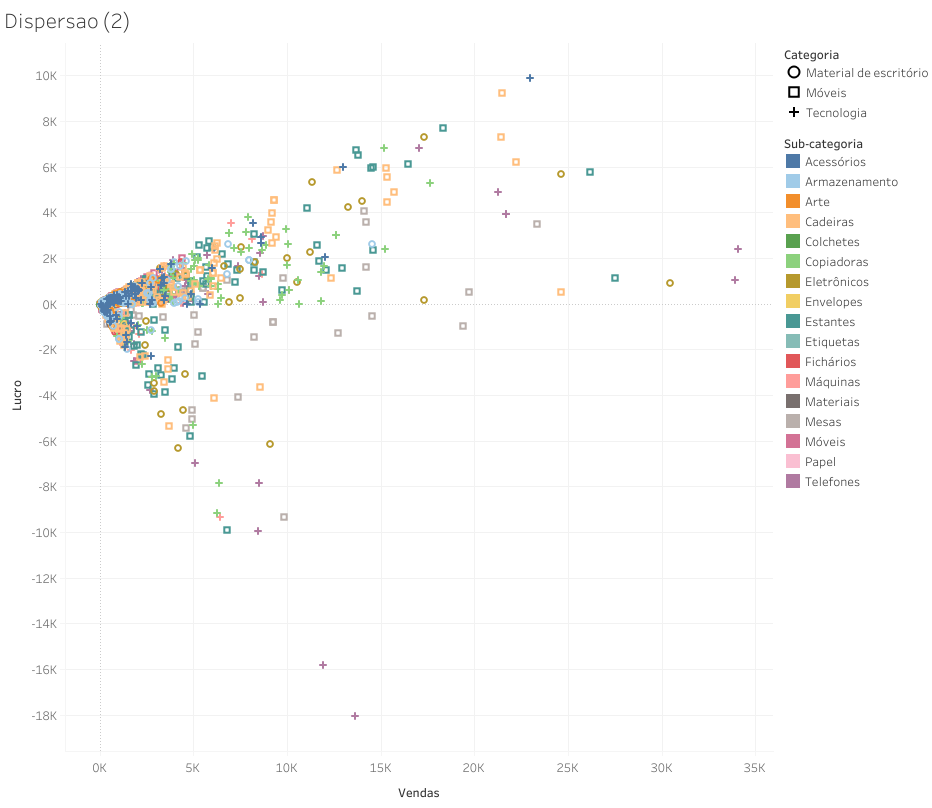 Dispersao (2)
10K
8K
6K
4K
2K
0K
-2K
-4K
-6K
-8K
-10K
-12K
-14K
-16K
-18K
Lucro
0K 5K 10K 15K 20K 25K 30K 35K
Vendas
Categoria
Material de escritório
Móveis
Tecnologia
Sub-categoria
Acessórios
Armazenamento
Arte
Cadeiras
Colchetes
Copiadoras
Eletrônicos
Envelopes
Estantes
Etiquetas
Fichários
Máquinas
Materiais
Mesas
Móveis
Papel
Telefones